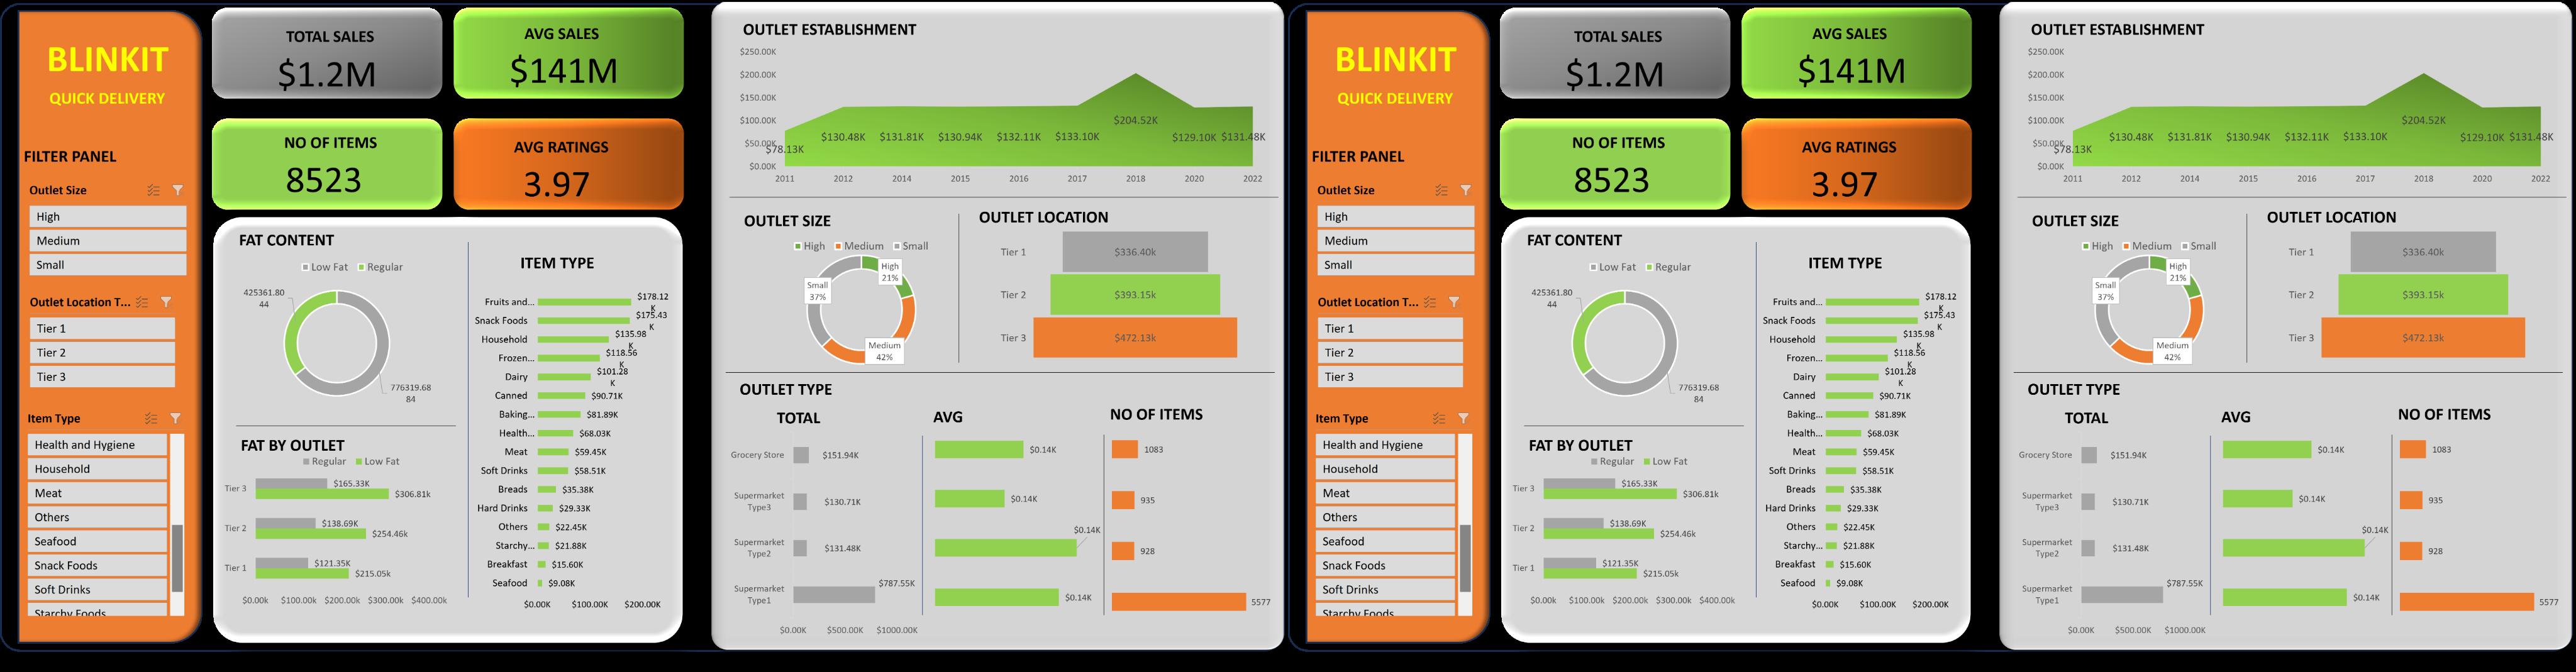 BLINKIT
QUICK DELIVERY
FILTER PANEL
Outlet Size
High
Medium
Small
Outlet Location T...
Tier 1
Tier 2
Tier 3
Item Type
Health and Hygiene
Household
Meat
Others
Seafood
Snack Foods
Soft Drinks
Starchy Foods
TOTAL SALES
$1.2M
AVG SALES
$141M
NO OF ITEMS
8523
AVG RATINGS
3.97
FAT CONTENT
Low Fat Regular
425361.80
44
776319.68
84
FAT BY OUTLET
Regular Low Fat
Tier 3 $165.33K
$306.81k
Tier 2 $138.69K
$254.46k
Tier 1 $121.35K
$215.05k
$0.00k $100.00k $200.00k $300.00k $400.00k
ITEM TYPE
Fruits and... $178.12
K
Snack Foods $175.43
K
Household $135.98
K
Frozen... $118.56
K
Dairy $101.28
K
Canned $90.71K
Baking... $81.89K
Health... $68.03K
Meat $59.45K
Soft Drinks $58.51K
Breads $35.38K
Hard Drinks $29.33K
Others $22.45K
Starchy... $21.88K
Breakfast $15.60K
Seafood $9.08K
$0.00K $100.00K $200.00K
OUTLET ESTABLISHMENT
$250.00K
$200.00K
$150.00K
$100.00K
$50.00K
$0.00K
$78.13K $130.48K $131.81K $130.94K $132.11K $133.10K $204.52K $129.10K $131.48K
2011 2012 2014 2015 2016 2017 2018 2020 2022
OUTLET SIZE
High Medium Small
High
21%
Small
37%
Medium
42%
OUTLET LOCATION
Tier 1 $336.40k
Tier 2 $393.15k
Tier 3 $472.13k
OUTLET TYPE
TOTAL
Grocery Store $151.94K
Supermarket
Type3 $130.71K
Supermarket
Type2 $131.48K
Supermarket
Type1 $787.55K
$0.00K $500.00K $1000.00K
AVG
$0.14K
$0.14K
$0.14K
$0.14K
NO OF ITEMS
1083
935
928
5577
BLINKIT
QUICK DELIVERY
FILTER PANEL
Outlet Size
High
Medium
Small
Outlet Location T...
Tier 1
Tier 2
Tier 3
Item Type
Health and Hygiene
Household
Meat
Others
Seafood
Snack Foods
Soft Drinks
Starchy Foods
TOTAL SALES
$1.2M
AVG SALES
$141M
NO OF ITEMS
8523
AVG RATINGS
3.97
FAT CONTENT
Low Fat Regular
425361.80
44
776319.68
84
FAT BY OUTLET
Regular Low Fat
Tier 3 $165.33K
$306.81k
Tier 2 $138.69K
$254.46k
Tier 1 $121.35K
$215.05k
$0.00k $100.00k $200.00k $300.00k $400.00k
ITEM TYPE
Fruits and... $178.12
K
Snack Foods $175.43
K
Household $135.98
K
Frozen... $118.56
K
Dairy $101.28
K
Canned $90.71K
Baking... $81.89K
Health... $68.03K
Meat $59.45K
Soft Drinks $58.51K
Breads $35.38K
Hard Drinks $29.33K
Others $22.45K
Starchy... $21.88K
Breakfast $15.60K
Seafood $9.08K
$0.00K $100.00K $200.00K
OUTLET ESTABLISHMENT
$250.00K
$200.00K
$150.00K
$100.00K
$50.00K
$0.00K
$78.13K $130.48K $131.81K $130.94K $132.11K $133.10K $204.52K $129.10K $131.48K
2011 2012 2014 2015 2016 2017 2018 2020 2022
OUTLET SIZE
High Medium Small
High
21%
Small
37%
Medium
42%
OUTLET LOCATION
Tier 1 $336.40k
Tier 2 $393.15k
Tier 3 $472.13k
OUTLET TYPE
TOTAL
Grocery Store $151.94K
Supermarket
Type3 $130.71K
Supermarket
Type2 $131.48K
Supermarket
Type1 $787.55K
$0.00K $500.00K $1000.00K
AVG
$0.14K
$0.14K
$0.14K
$0.14K
NO OF ITEMS
1083
935
928
5577